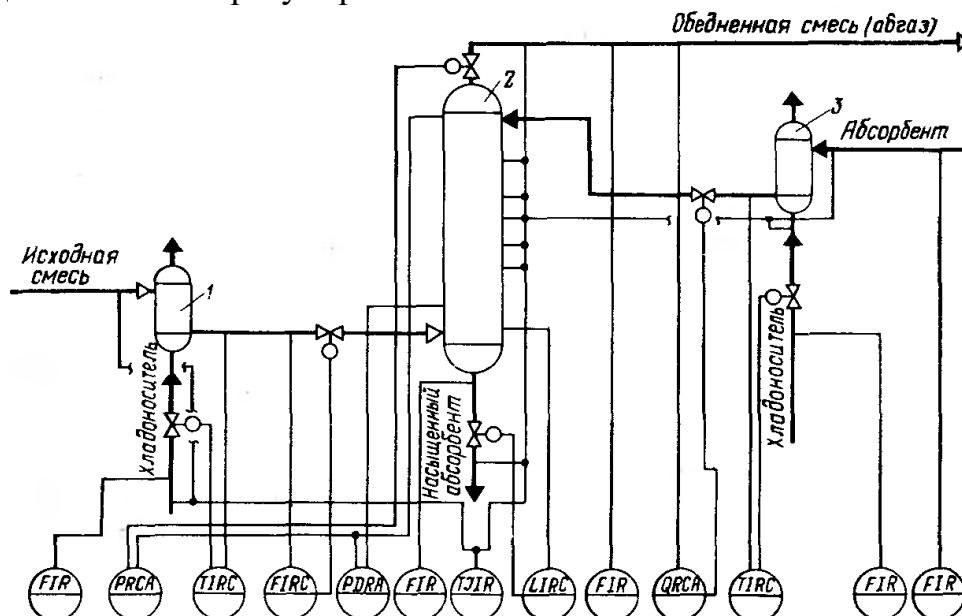 Обедненная смесь (абгаз)
2
3
Абсорбент
Исходная
смесь
1
Хладоноситель
Насыщенный
абсорбент
Хладоноситель
FIR
PRCA
TIRC
FIRC
PDRA
FIR
TJIR
LIRC
FIR
QRCA
TIRC
FIR
FIR